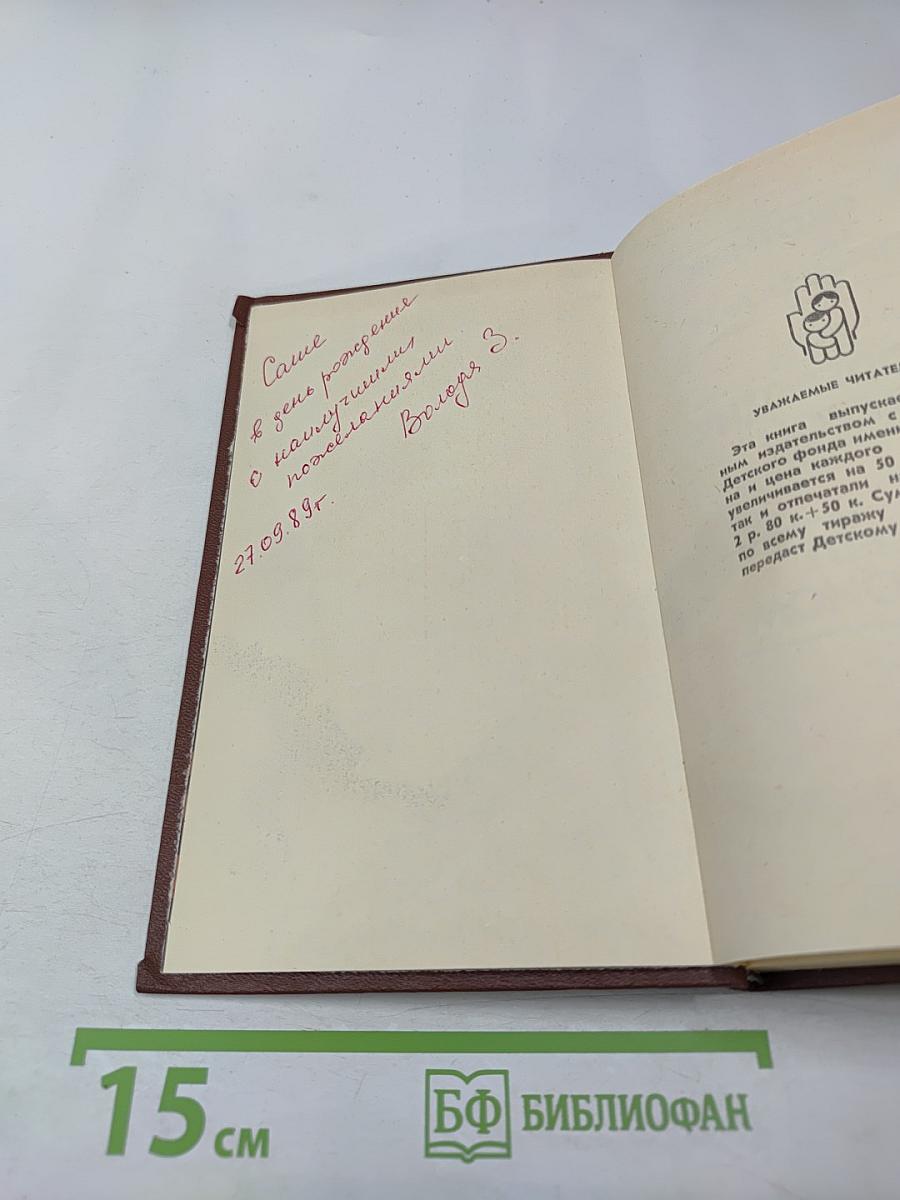 Саше
в день рождения
с наилучшими
пожеланиями
Володя З.
27.09.89г.
УВАЖАЕМЫЕ ЧИТАТЕ
Эта книга выпускае
ным издательством с
Детского фонда имени
на и цена каждого
увеличивается на 50
так и отпечатали н
2 р. 80 к.+50 к. Сум
по всему тиражу
передаст Детскому
15 см
БФ БИБЛИОФАН